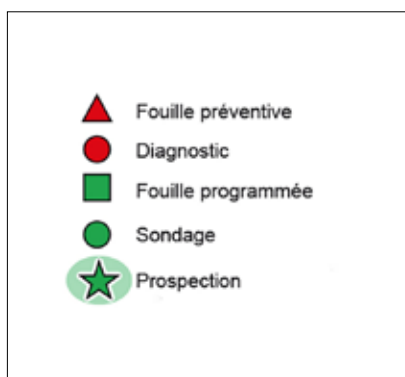 Fouille préventive
Diagnostic
Fouille programmée
Sondage
Prospection